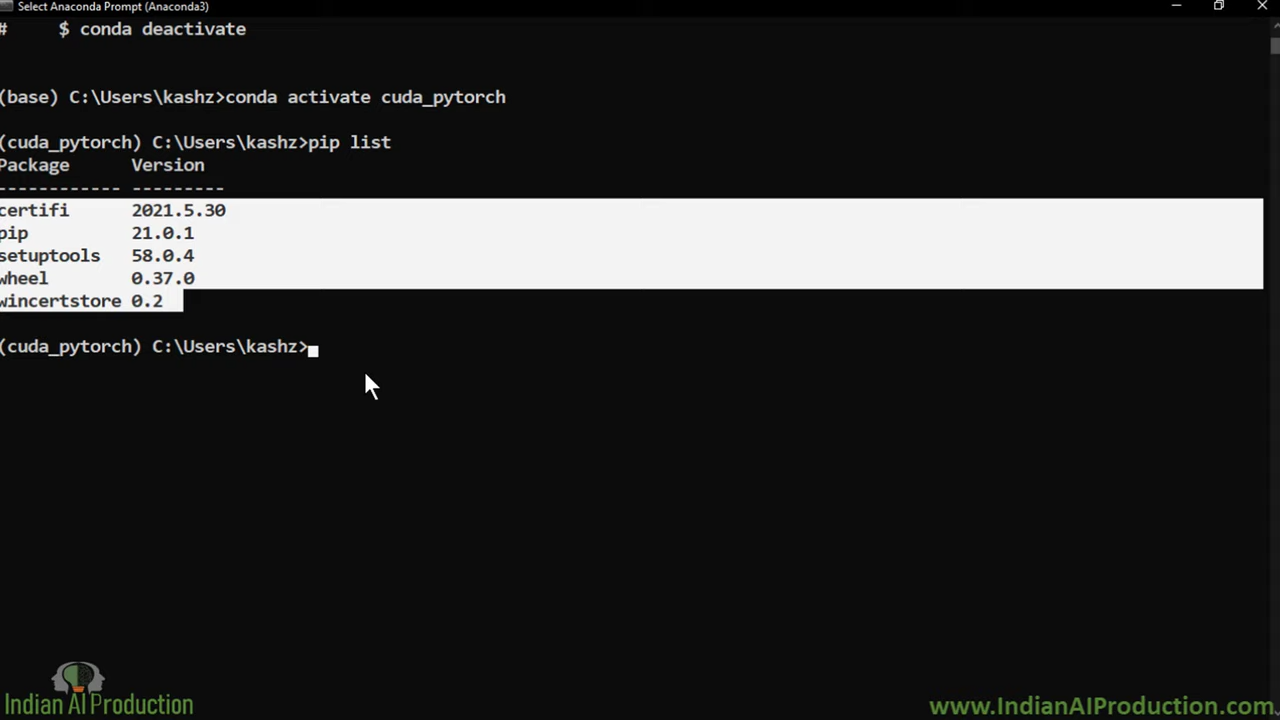 Select Anaconda Prompt (Anaconda3)
#     $ conda deactivate
(base) C:\Users\kashz>conda activate cuda_pytorch
(cuda_pytorch) C:\Users\kashz>pip list
Package      Version
------------ ---------
certifi      2021.5.30
pip          21.0.1
setuptools   58.0.4
wheel        0.37.0
wincertstore 0.2
(cuda_pytorch) C:\Users\kashz>
Indian AI Production
www.IndianAIProduction.com